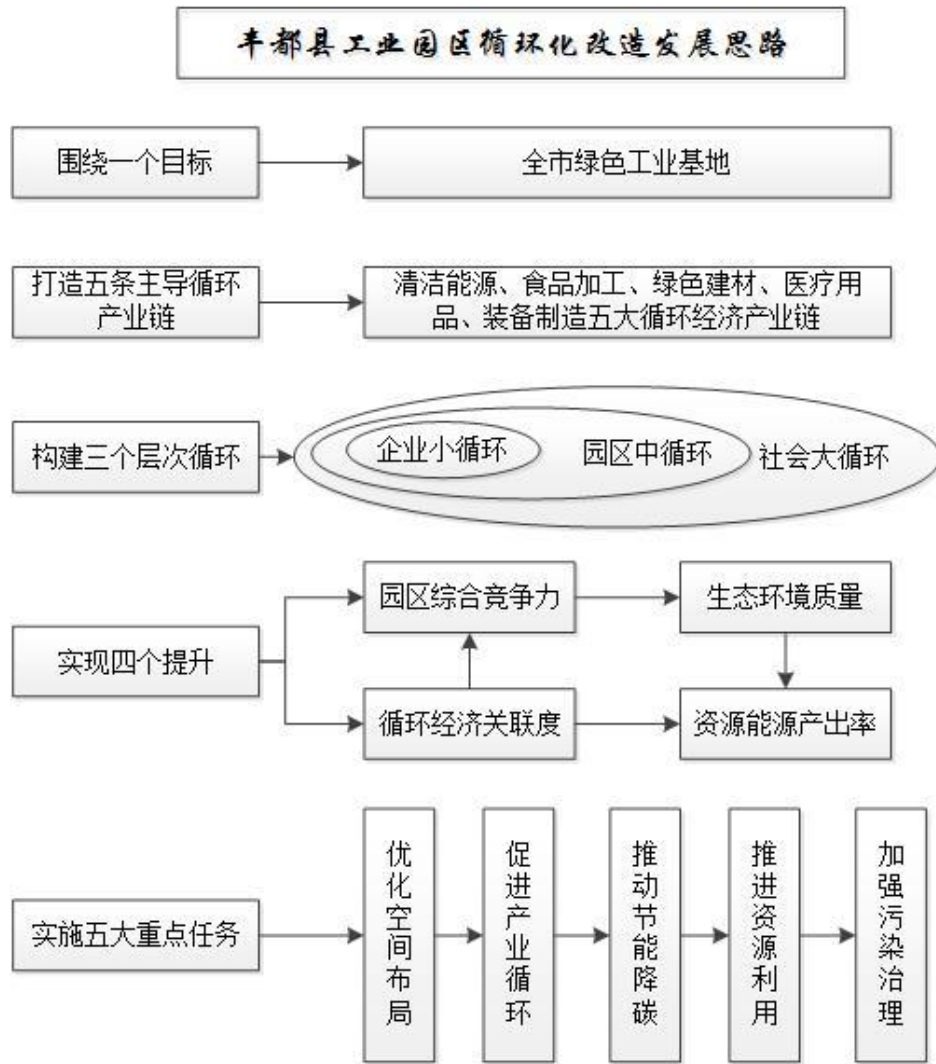 丰都县工业园区循环化改造发展思路
围绕一个目标
全市绿色工业基地
打造五条主导循环
产业链
清洁能源、食品加工、绿色建材、医疗用
品、装备制造五大循环经济产业链
构建三个层次循环
企业小循环
园区中循环
社会大循环
实现四个提升
园区综合竞争力
生态环境质量
循环经济关联度
资源能源产出率
实施五大重点任务
优化空间布局
促进产业循环
推动节能降碳
推进资源利用
加强污染治理